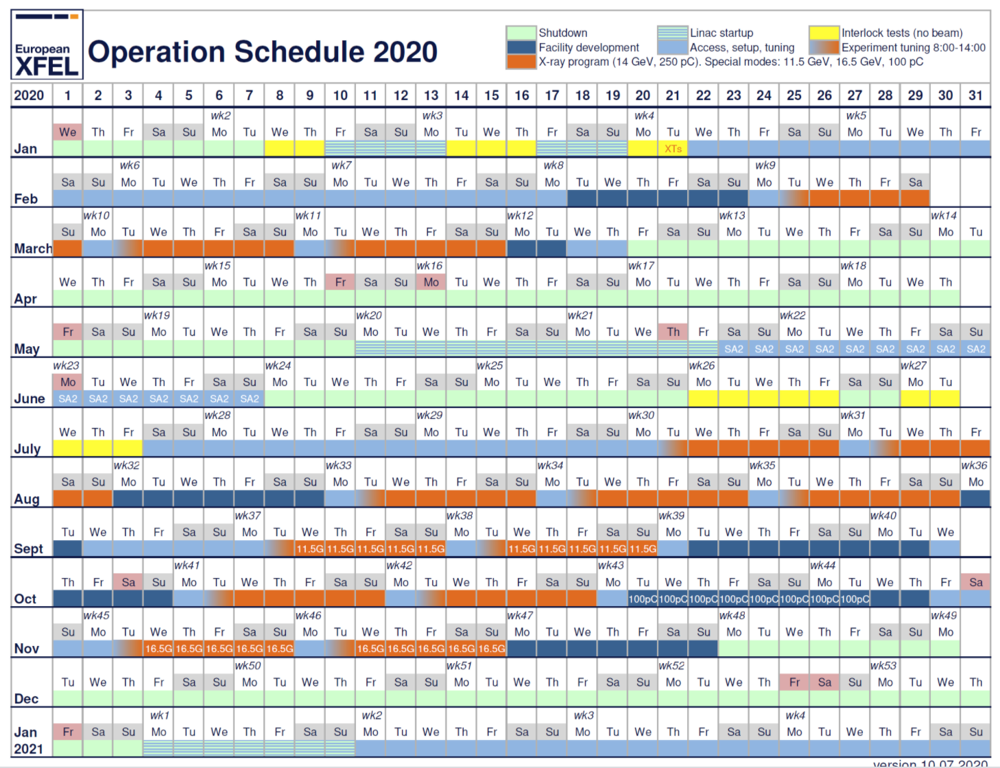 European
XFEL
Operation Schedule 2020
Shutdown Linac startup Interlock tests (no beam)
Facility development Access, setup, tuning Experiment tuning 8:00-14:00
X-ray program (14 GeV, 250 pC). Special modes: 11.5 GeV, 16.5 GeV, 100 pC
2020 1 2 3 4 5 6 7 8 9 10 11 12 13 14 15 16 17 18 19 20 21 22 23 24 25 26 27 28 29 30 31
wk2 wk3 wk4 wk5
We Th Fr Sa Su Mo Tu We Th Fr Sa Su Mo Tu We Th Fr Sa Su Mo Tu We Th Fr Sa Su Mo Tu We Th Fr
Jan XTs
wk6 wk7 wk8 wk9
Sa Su Mo Tu We Th Fr Sa Su Mo Tu We Th Fr Sa Su Mo Tu We Th Fr Sa Su Mo Tu We Th Fr Sa
Feb
wk10 wk11 wk12 wk13 wk14
Su Mo Tu We Th Fr Sa Su Mo Tu We Th Fr Sa Su Mo Tu We Th Fr Sa Su Mo Tu We Th Fr Sa Su Mo Tu
March
wk15 wk16 wk17 wk18
We Th Fr Sa Su Mo Tu We Th Fr Sa Su Mo Tu We Th Fr Sa Su Mo Tu We Th Fr Sa Su Mo Tu We Th
Apr
wk19 wk20 wk21 wk22
Fr Sa Su Mo Tu We Th Fr Sa Su Mo Tu We Th Fr Sa Su Mo Tu We Th Fr Sa Su Mo Tu We Th Fr Sa Su
May SA2 SA2 SA2 SA2 SA2 SA2 SA2 SA2 SA2
wk23 wk24 wk25 wk26 wk27
Mo Tu We Th Fr Sa Su Mo Tu We Th Fr Sa Su Mo Tu We Th Fr Sa Su Mo Tu We Th Fr Sa Su Mo Tu
June SA2 SA2 SA2 SA2 SA2 SA2 SA2
wk28 wk29 wk30 wk31
We Th Fr Sa Su Mo Tu We Th Fr Sa Su Mo Tu We Th Fr Sa Su Mo Tu We Th Fr Sa Su Mo Tu We Th Fr
July
wk32 wk33 wk34 wk35 wk36
Sa Su Mo Tu We Th Fr Sa Su Mo Tu We Th Fr Sa Su Mo Tu We Th Fr Sa Su Mo Tu We Th Fr Sa Su Mo
Aug
wk37 wk38 wk39 wk40
Tu We Th Fr Sa Su Mo Tu We Th Fr Sa Su Mo Tu We Th Fr Sa Su Mo Tu We Th Fr Sa Su Mo Tu We
Sept 11.5G 11.5G 11.5G 11.5G 11.5G 11.5G 11.5G 11.5G 11.5G 11.5G
wk41 wk42 wk43 wk44
Th Fr Sa Su Mo Tu We Th Fr Sa Su Mo Tu We Th Fr Sa Su Mo Tu We Th Fr Sa Su Mo Tu We Th Fr Sa
Oct 100pC 100pC 100pC 100pC 100pC 100pC 100pC 100pC
wk45 wk46 wk47 wk48 wk49
Su Mo Tu We Th Fr Sa Su Mo Tu We Th Fr Sa Su Mo Tu We Th Fr Sa Su Mo Tu We Th Fr Sa Su Mo
Nov 16.5G 16.5G 16.5G 16.5G 16.5G 16.5G 16.5G 16.5G 16.5G 16.5G
wk50 wk51 wk52 wk53
Tu We Th Fr Sa Su Mo Tu We Th Fr Sa Su Mo Tu We Th Fr Sa Su Mo Tu We Th Fr Sa Su Mo Tu We Th
Dec
wk1 wk2 wk3 wk4
Jan Fr Sa Su Mo Tu We Th Fr Sa Su Mo Tu We Th Fr Sa Su Mo Tu We Th Fr Sa Su Mo Tu We Th Fr Sa Su
2021
version 10.07.2020